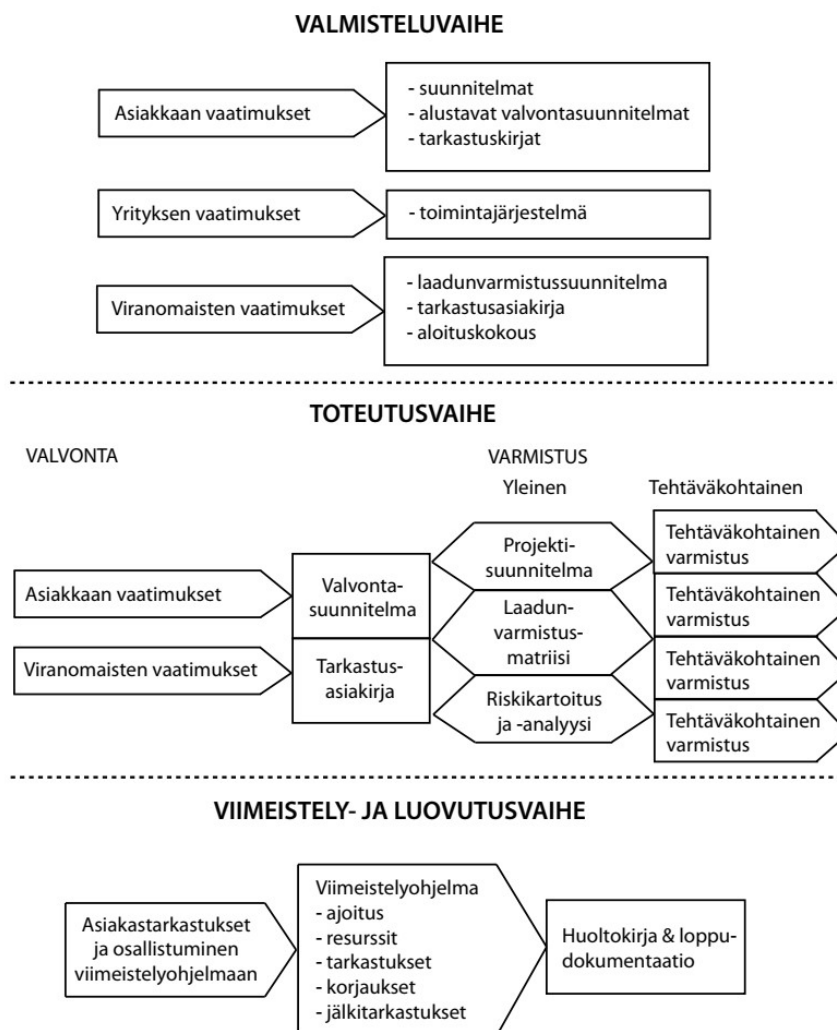 VALMISTELUVAIHE
Asiakkaan vaatimukset
- suunnitelmat
- alustavat valvontasuunnitelmat
- tarkastuskirjat
Yrityksen vaatimukset
- toimintajärjestelmä
Viranomaisten vaatimukset
- laadunvarmistussuunnitelma
- tarkastusasiakirja
- aloituskokous
TOTEUTUSVAIHE
VALVONTA
VARMISTUS
Yleinen
Tehtäväkohtainen
Asiakkaan vaatimukset
Viranomaisten vaatimukset
Valvonta-
suunnitelma
Tarkastus-
asiakirja
Projekti-
suunnitelma
Laadun-
varmistus-
matriisi
Riskikartoitus
ja -analyysi
Tehtäväkohtainen
varmistus
Tehtäväkohtainen
varmistus
Tehtäväkohtainen
varmistus
Tehtäväkohtainen
varmistus
VIIMEISTELY- JA LUOVUTUSVAIHE
Asiakastarkastukset
ja osallistuminen
viimeistelyohjelmaan
Viimeistelyohjelma
- ajoitus
- resurssit
- tarkastukset
- korjaukset
- jälkitarkastukset
Huoltokirja & loppu-
dokumentaatio